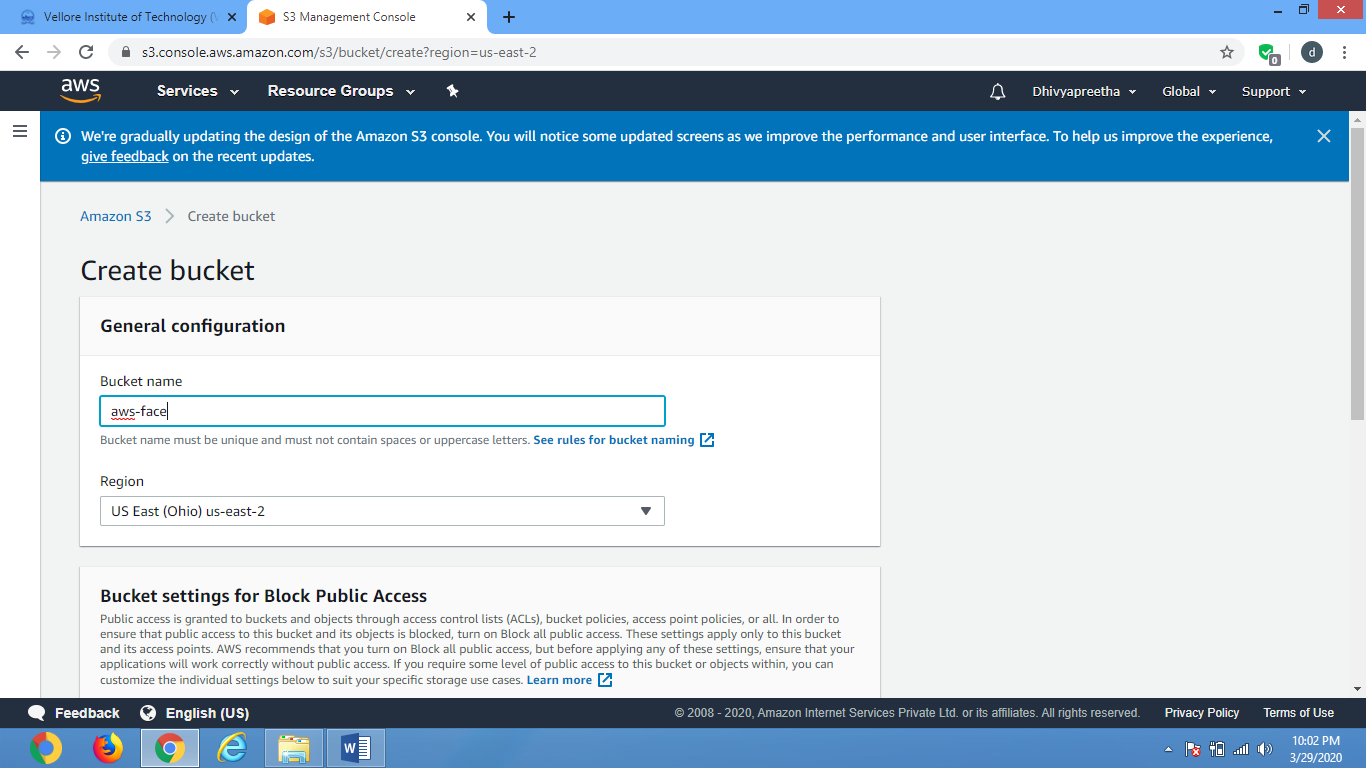 Vellore Institute of Technology (
S3 Management Console
s3.console.aws.amazon.com/s3/bucket/create?region=us-east-2
0
d
aws
Services
Resource Groups
Dhivyapreetha
Global
Support
We're gradually updating the design of the Amazon S3 console. You will notice some updated screens as we improve the performance and user interface. To help us improve the experience,
give feedback on the recent updates.
Amazon S3
Create bucket
Create bucket
General configuration
Bucket name
aws-face
Bucket name must be unique and must not contain spaces or uppercase letters. See rules for bucket naming
Region
US East (Ohio) us-east-2
Bucket settings for Block Public Access
Public access is granted to buckets and objects through access control lists (ACLs), bucket policies, access point policies, or all. In order to
ensure that public access to this bucket and its objects is blocked, turn on Block all public access. These settings apply only to this bucket
and its access points. AWS recommends that you turn on Block all public access, but before applying any of these settings, ensure that your
applications will work correctly without public access. If you require some level of public access to this bucket or objects within, you can
customize the individual settings below to suit your specific storage use cases. Learn more
Feedback
English (US)
© 2008 - 2020, Amazon Internet Services Private Ltd. or its affiliates. All rights reserved.
Privacy Policy
Terms of Use
10:02 PM
3/29/2020